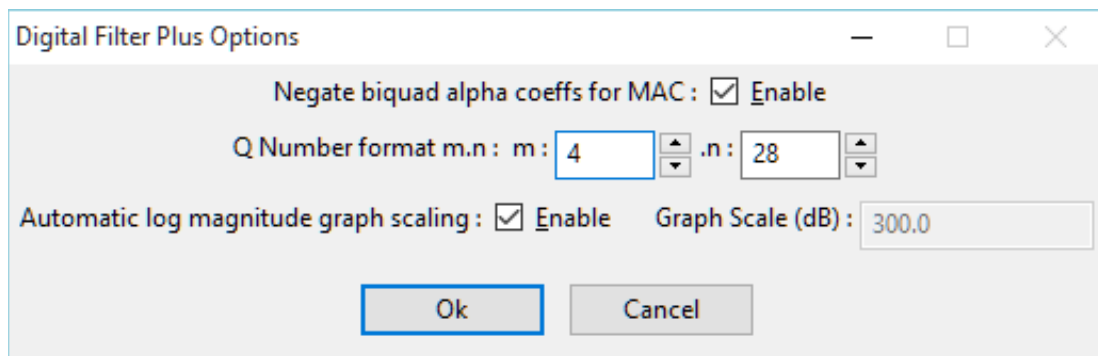 Digital Filter Plus Options
Negate biquad alpha coeffs for MAC : Enable
Q Number format m.n : m : 4 .n : 28
Automatic log magnitude graph scaling : Enable Graph Scale (dB) : 300.0
Ok Cancel